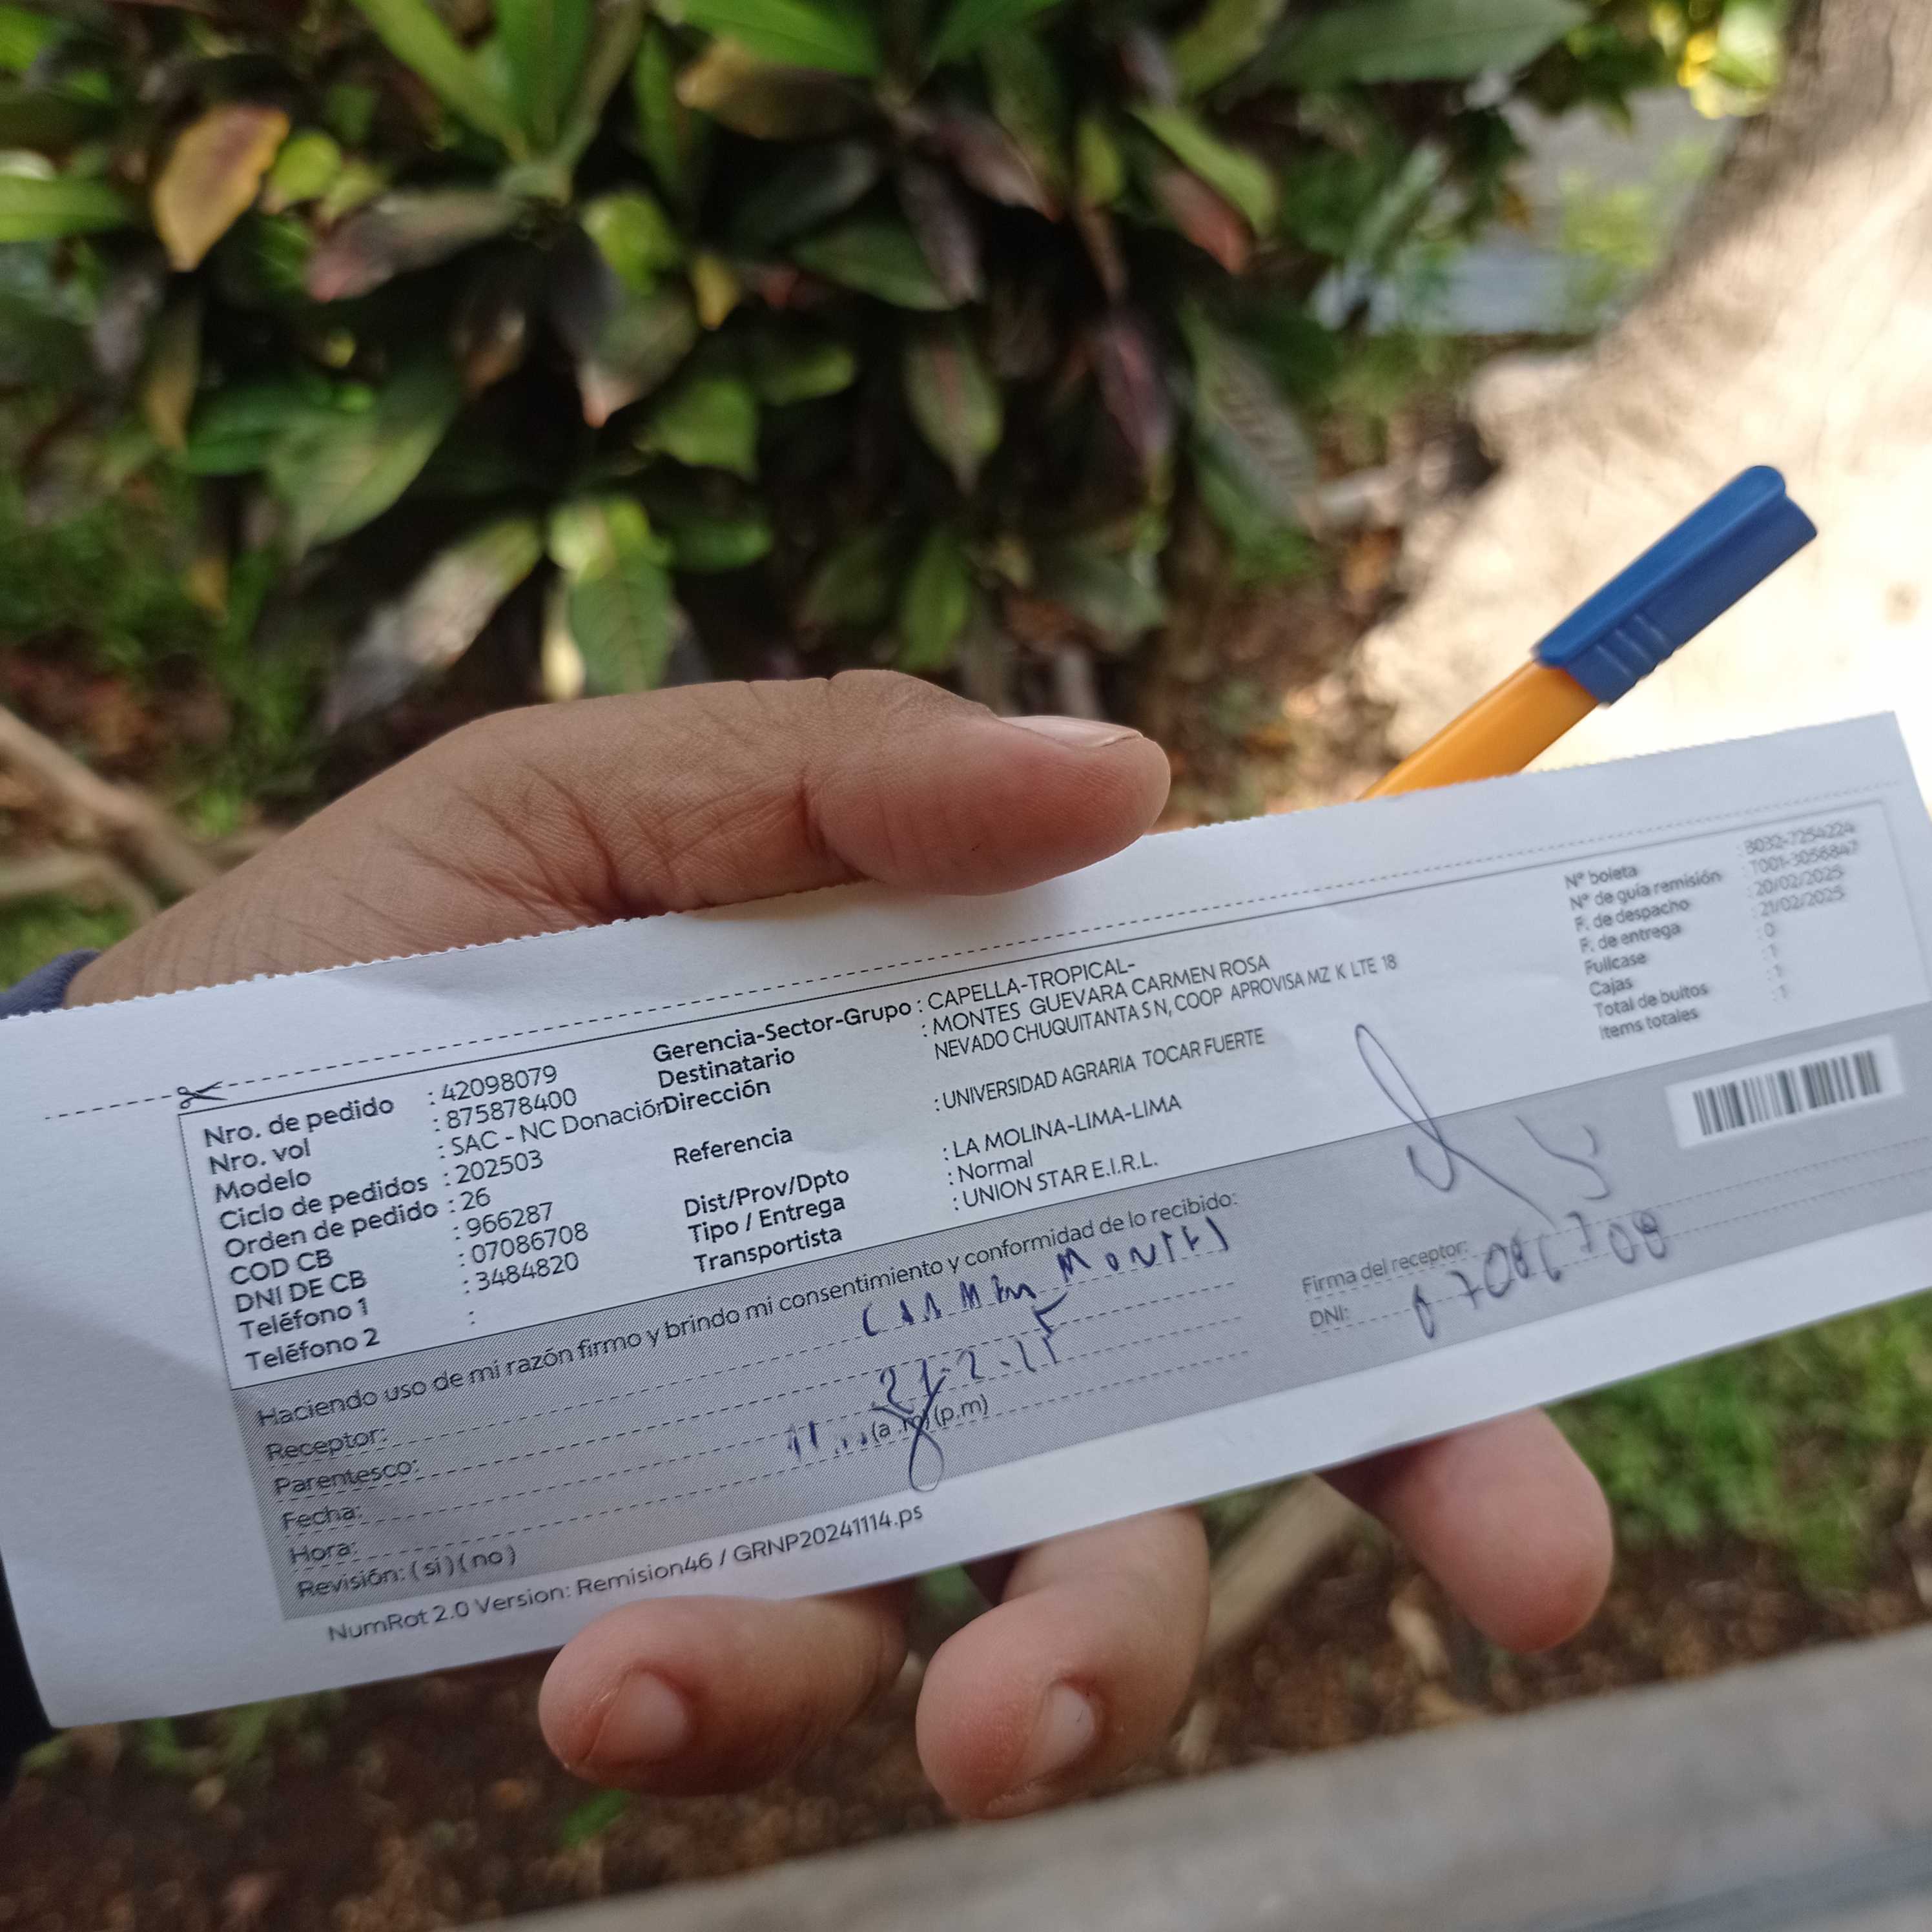 Nro. de pedido : 42098079
Nro. vol : 875878400
Modelo : SAC - NC Donación
Ciclo de pedidos : 202503
Orden de pedido : 26
COD CB : 966287
DNI DE CB : 07086708
Teléfono 1 : 3484820
Teléfono 2 :
Gerencia-Sector-Grupo : CAPELLA-TROPICAL-
Destinatario : MONTES GUEVARA CARMEN ROSA
Dirección NEVADO CHUQUITANTA S N, COOP APROVISA MZ K LTE 18
Referencia : UNIVERSIDAD AGRARIA TOCAR FUERTE
Dist/Prov/Dpto : LA MOLINA-LIMA-LIMA
Tipo / Entrega : Normal
Transportista : UNION STAR E.I.R.L.
N° boleta : B032-7254224
N° de guía remisión : T001-3056847
F. de despacho : 20/02/2025
F. de entrega : 21/02/2025
Fullcase : 0
Cajas : 1
Total de bultos : 1
Items totales : 1
Haciendo uso de mi razón firmo y brindo mi consentimiento y conformidad de lo recibido:
Receptor: MONTES
Parentesco:
Fecha: 21-2-25
Hora: 11 (a.m) (p.m)
Revisión: ( si ) ( no )
Firma del receptor:
DNI: 07086708
NumRot 2.0 Version: Remision46 / GRNP20241114.ps